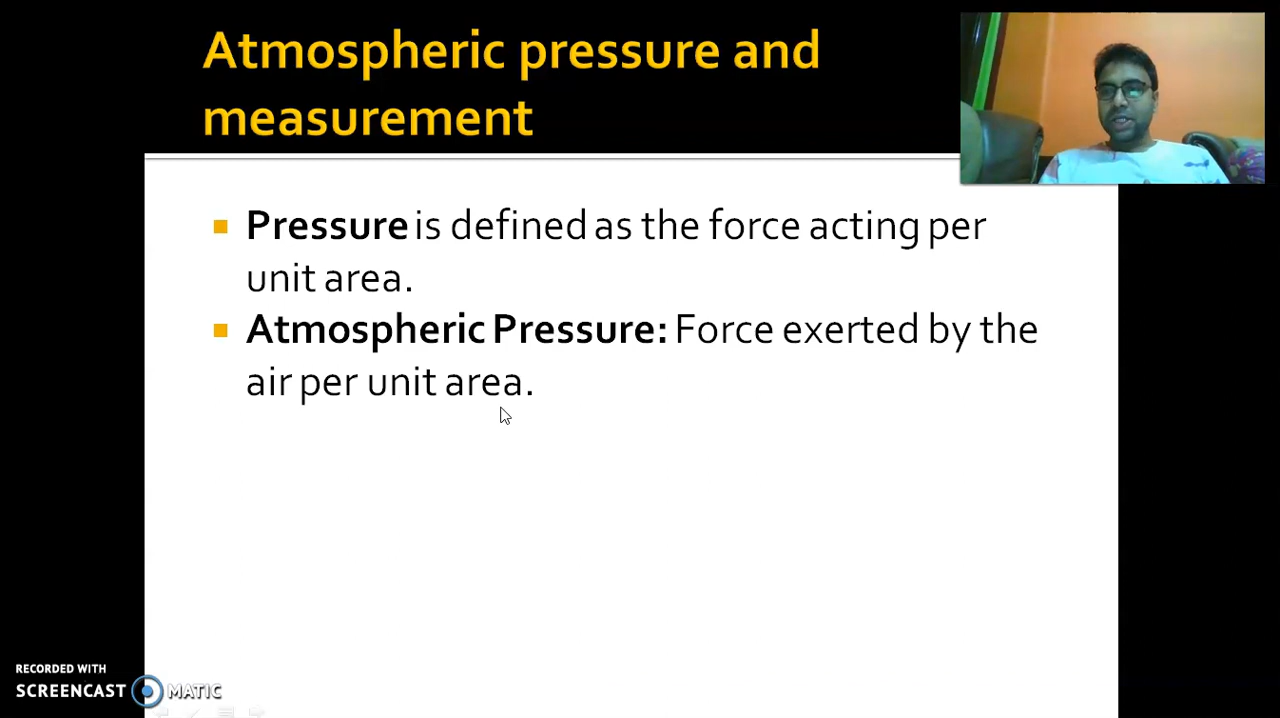 Atmospheric pressure and
measurement
Pressure is defined as the force acting per
unit area.
Atmospheric Pressure: Force exerted by the
air per unit area.
RECORDED WITH
SCREENCAST MATIC